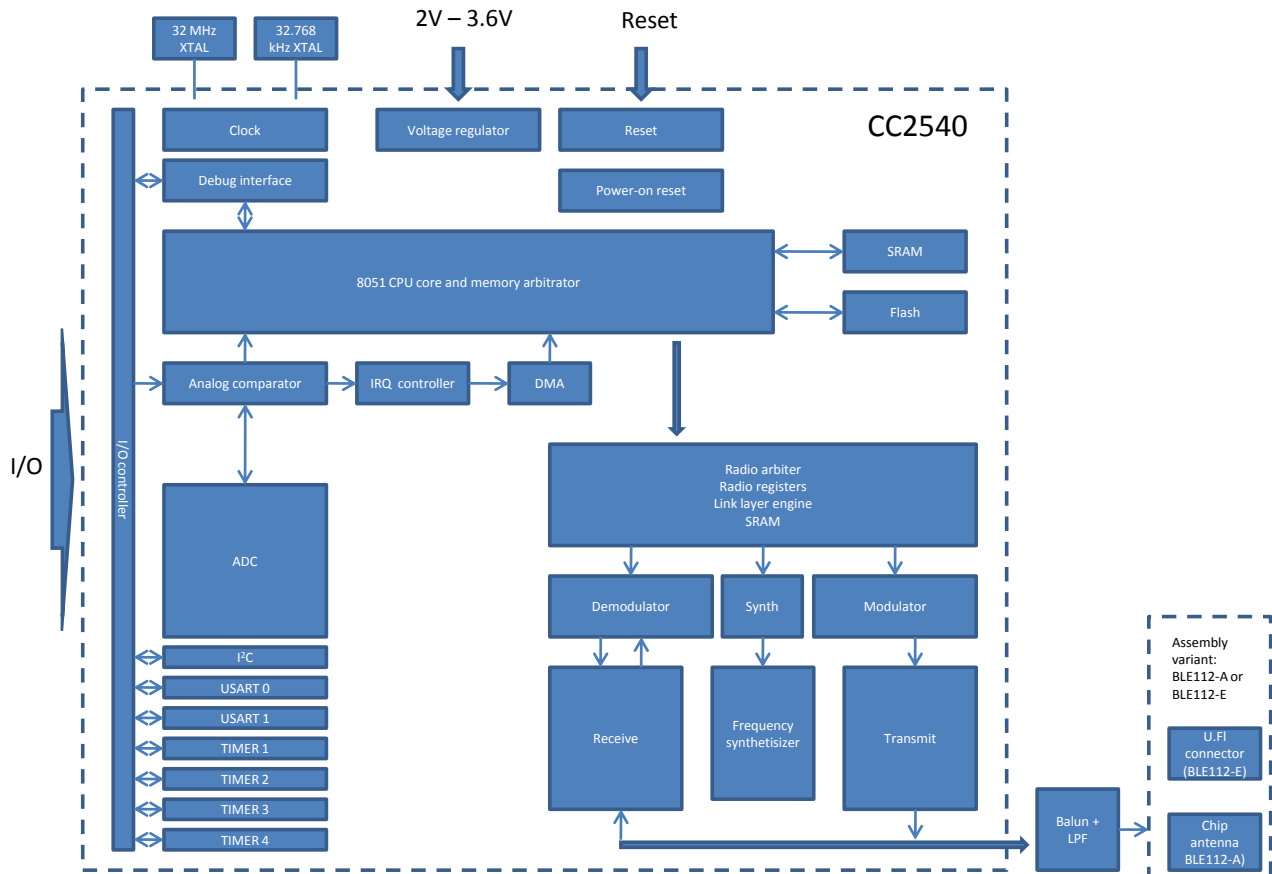 32 MHz
XTAL
32.768
kHz XTAL
2V – 3.6V
Reset
Clock
Voltage regulator
Reset
CC2540
Debug interface
Power-on reset
8051 CPU core and memory arbitrator
SRAM
Flash
Analog comparator
IRQ controller
DMA
I/O
I/O controller
Radio arbiter
Radio registers
Link layer engine
SRAM
ADC
Demodulator
Synth
Modulator
I²C
USART 0
USART 1
TIMER 1
TIMER 2
TIMER 3
TIMER 4
Receive
Frequency
synthetisizer
Transmit
Balun +
LPF
Assembly
variant:
BLE112-A or
BLE112-E
U.Fl
connector
(BLE112-E)
Chip
antenna
BLE112-A)